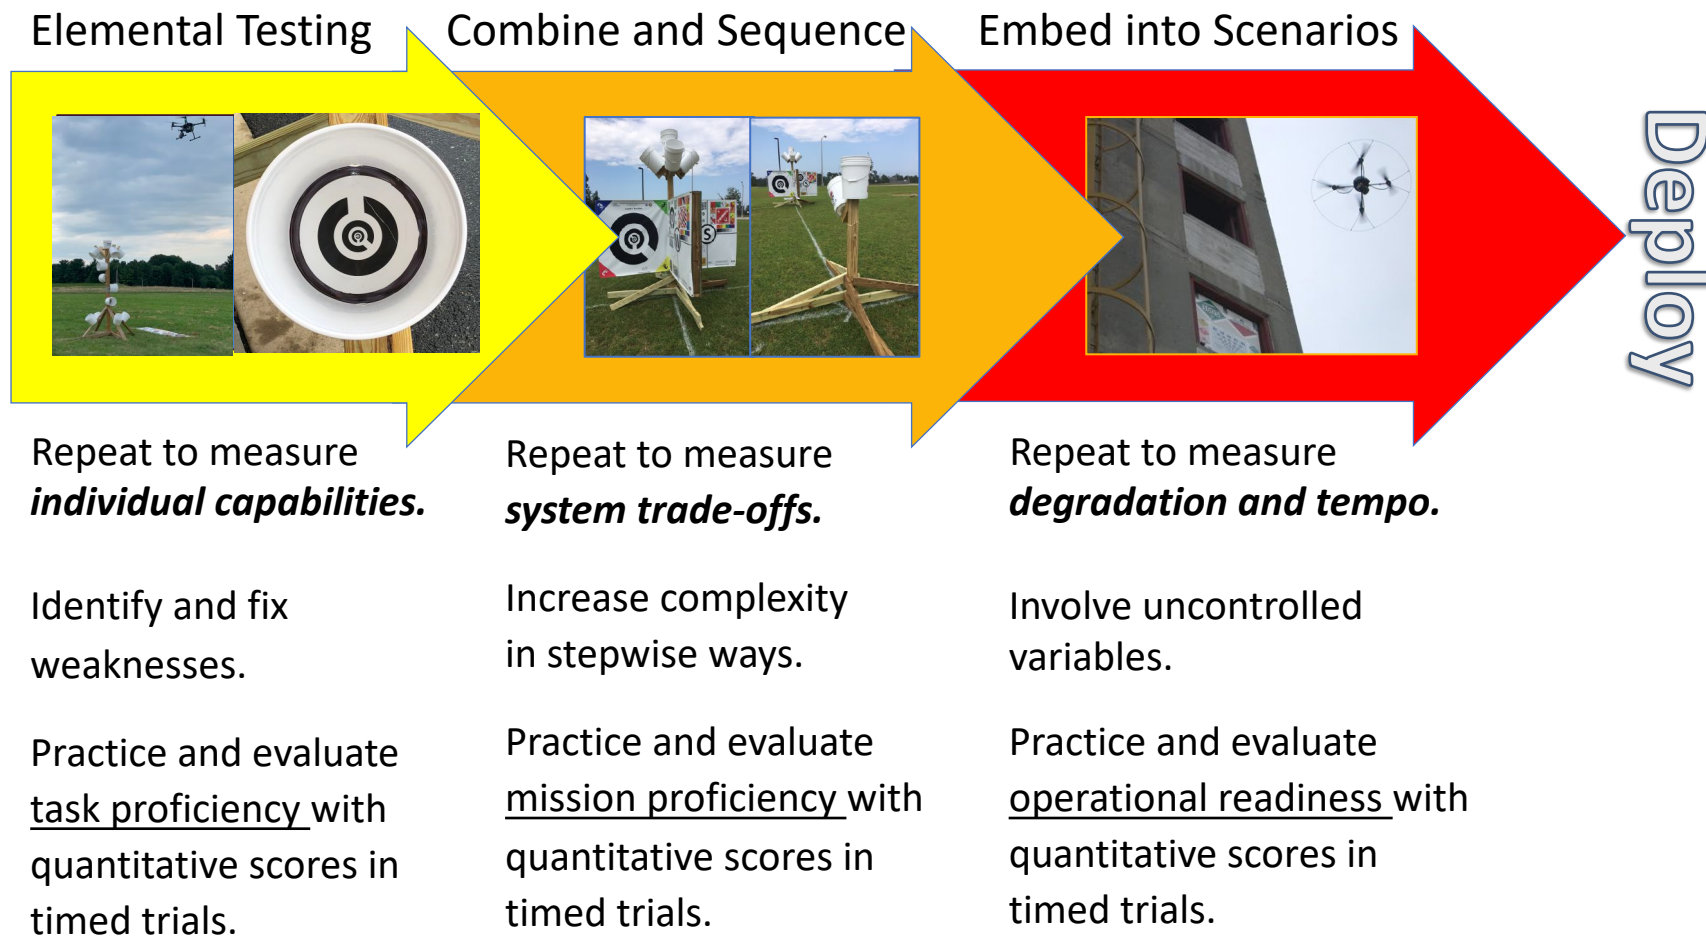 Elemental Testing
Combine and Sequence
Embed into Scenarios
Deploy
Repeat to measure
individual capabilities.
Identify and fix
weaknesses.
Practice and evaluate
task proficiency with
quantitative scores in
timed trials.
Repeat to measure
system trade-offs.
Increase complexity
in stepwise ways.
Practice and evaluate
mission proficiency with
quantitative scores in
timed trials.
Repeat to measure
degradation and tempo.
Involve uncontrolled
variables.
Practice and evaluate
operational readiness with
quantitative scores in
timed trials.
S